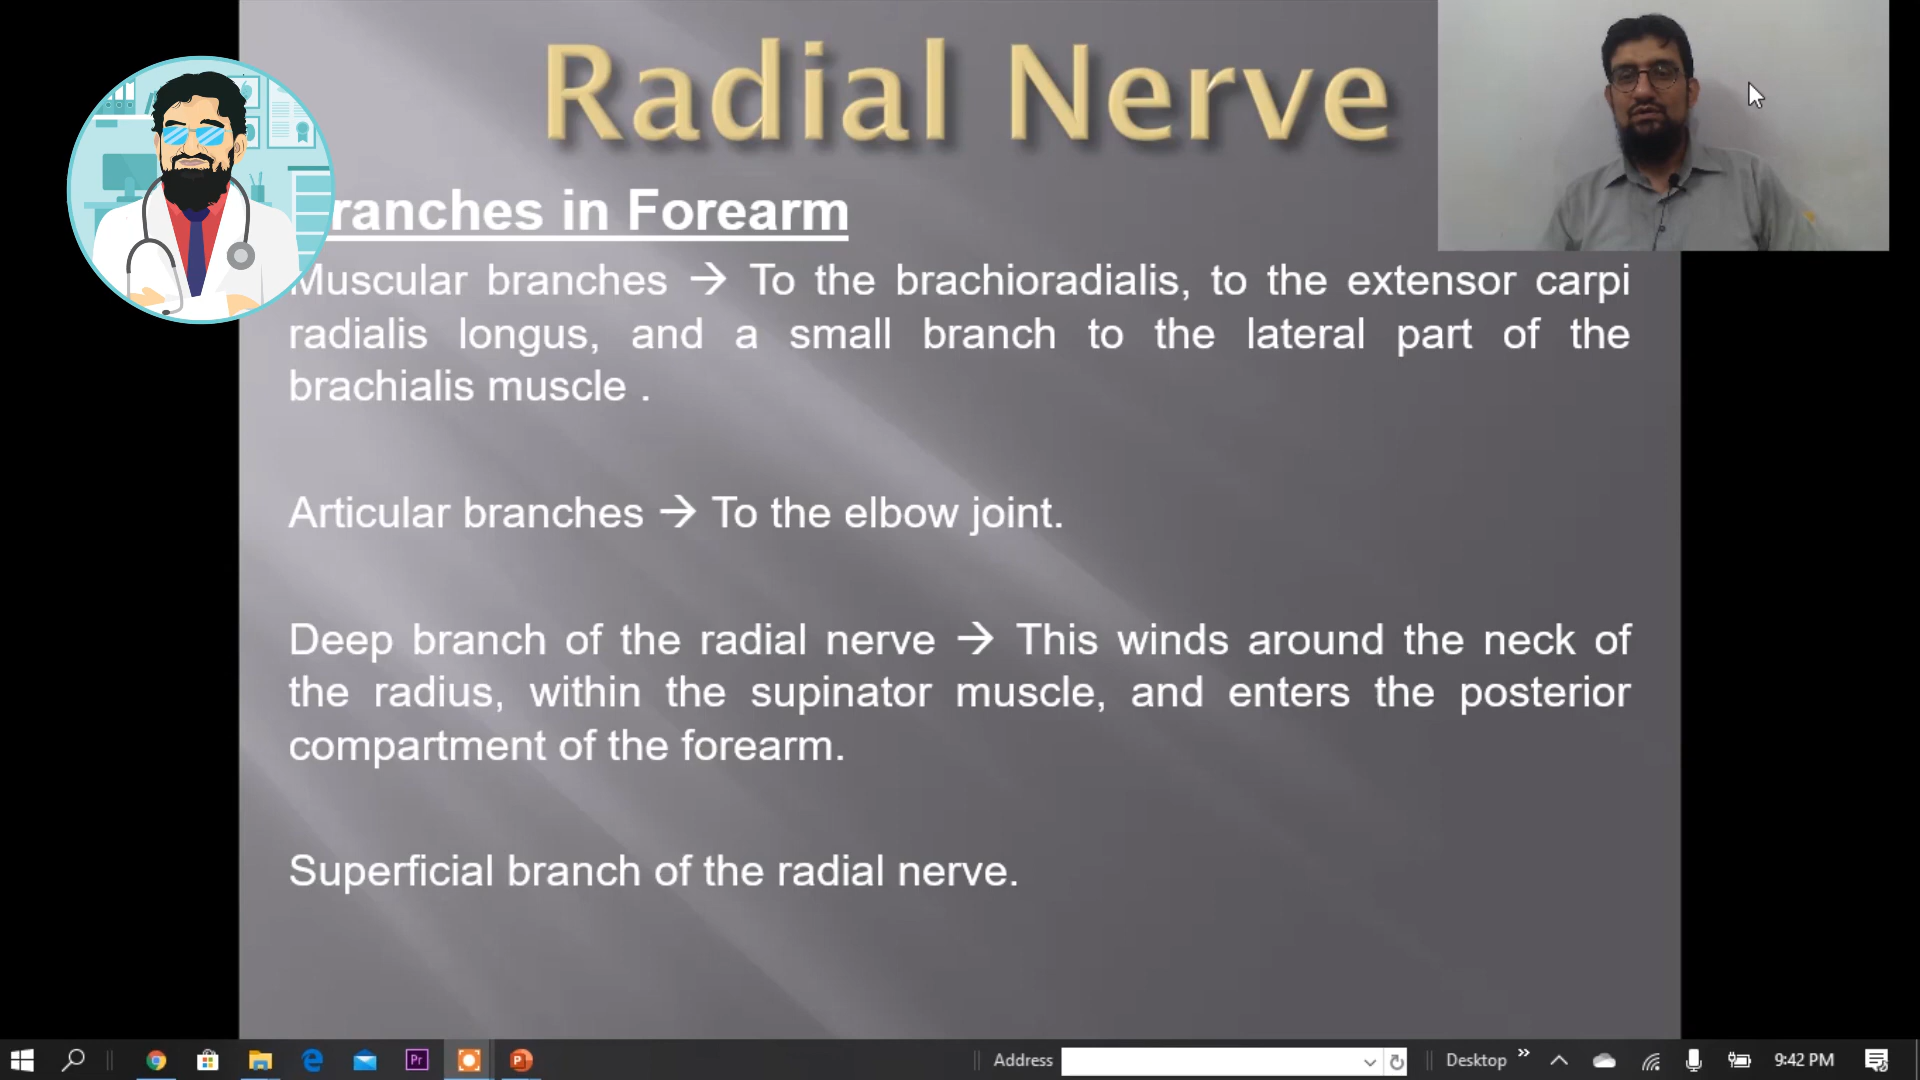 Radial Nerve
ranches in Forearm
Muscular branches → To the brachioradialis, to the extensor carpi
radialis longus, and a small branch to the lateral part of the
brachialis muscle .
Articular branches → To the elbow joint.
Deep branch of the radial nerve → This winds around the neck of
the radius, within the supinator muscle, and enters the posterior
compartment of the forearm.
Superficial branch of the radial nerve.
Pr
Address
Desktop
9:42 PM